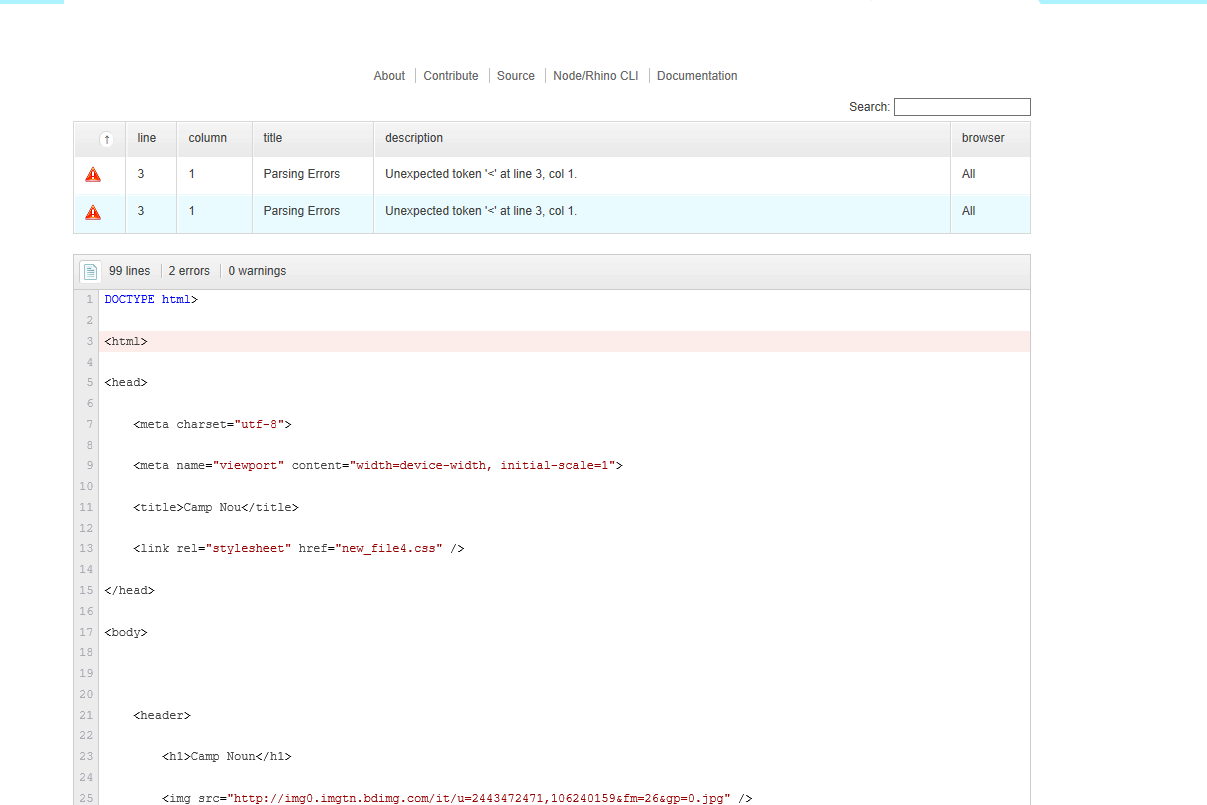 About Contribute Source Node/Rhino CLI Documentation
Search:
↑ line column title description browser
3 1 Parsing Errors Unexpected token '<' at line 3, col 1. All
3 1 Parsing Errors Unexpected token '<' at line 3, col 1. All
99 lines 2 errors 0 warnings
1 DOCTYPE html>
2
3 <html>
4
5 <head>
6
7 <meta charset="utf-8">
8
9 <meta name="viewport" content="width=device-width, initial-scale=1">
10
11 <title>Camp Nou</title>
12
13 <link rel="stylesheet" href="new_file4.css" />
14
15 </head>
16
17 <body>
18
19
20
21 <header>
22
23 <h1>Camp Noun</h1>
24
25 <img src="http://img0.imgtn.bdimg.com/it/u=2443472471,106240159&fm=26&gp=0.jpg" />